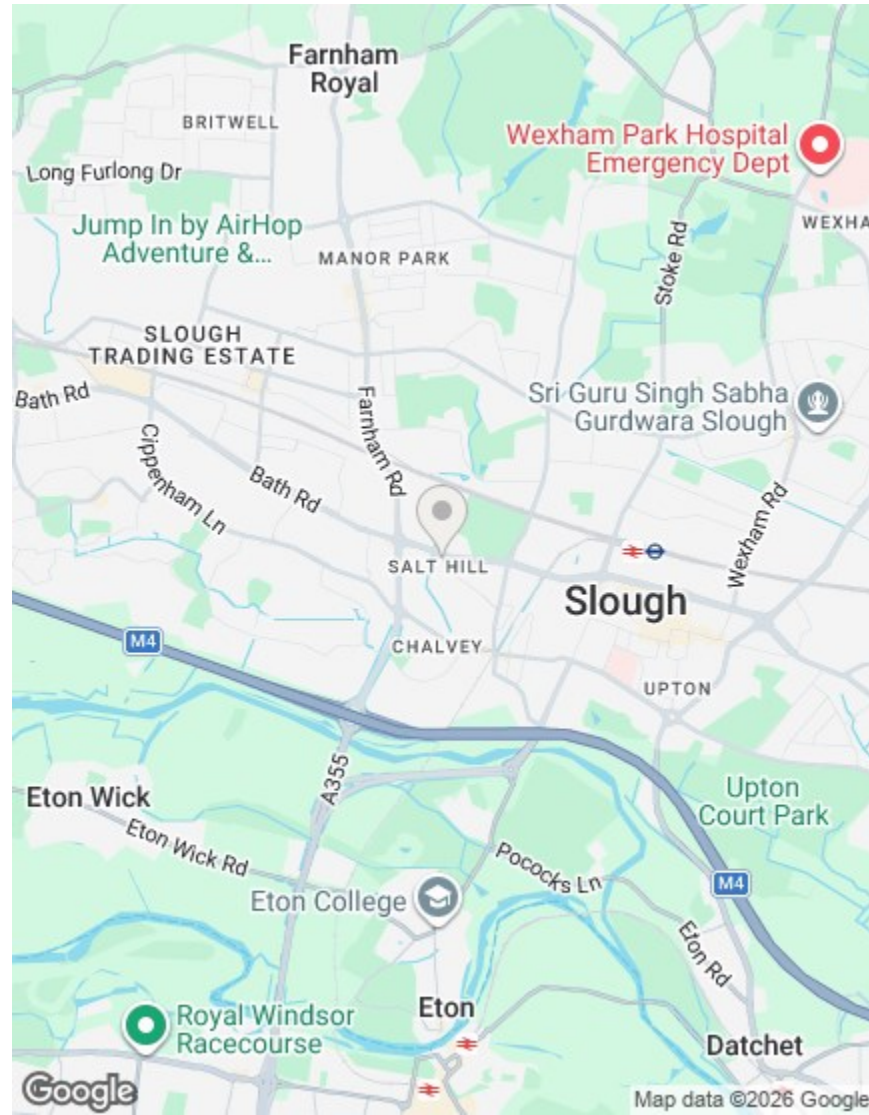 Farnham
Royal
BRITWELL
Wexham Park Hospital
Emergency Dept
Long Furlong Dr
WEXHA
Jump In by AirHop
Adventure &...
MANOR PARK
Stoke Rd
SLOUGH
TRADING ESTATE
Bath Rd
Farnham Rd
Sri Guru Singh Sabha
Gurdwara Slough
Cippenham Ln
Bath Rd
Wexham Rd
SALT HILL
Slough
M4
CHALVEY
UPTON
A355
Eton Wick
Upton
Court Park
Eton Wick Rd
Pococks Ln
M4
Eton College
Eton Rd
Eton
Royal Windsor
Racecourse
Datchet
Google
Map data ©2026 Google